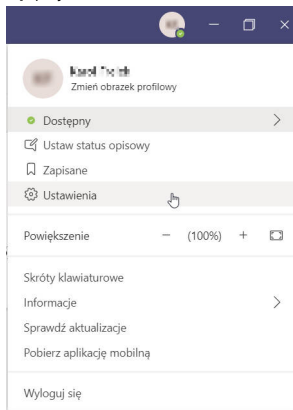 Zmień obrazek profilowy
Dostępny
Ustaw status opisowy
Zapisane
Ustawienia
Powiększenie − (100%) +
Skróty klawiaturowe
Informacje
Sprawdź aktualizacje
Pobierz aplikację mobilną
Wyloguj się